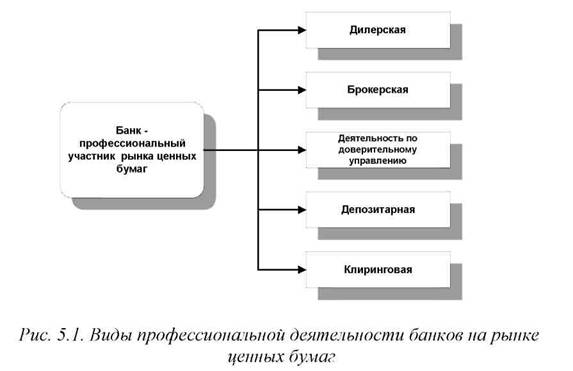 Дилерская
Брокерская
Банк -
профессиональный
участник рынка ценных
бумаг
Деятельность по
доверительному
управлению
Депозитарная
Клиринговая
Рис. 5.1. Виды профессиональной деятельности банков на рынке
ценных бумаг